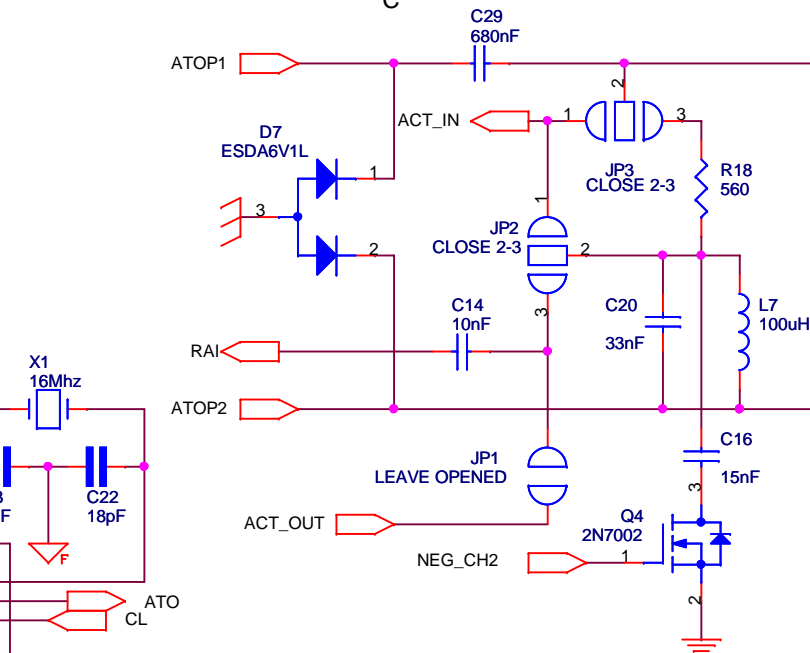 C
C29
680nF
ATOP1
2
ACT_IN
1
3
D7
ESDA6V1L
1
JP3
CLOSE 2-3
R18
560
1
3
JP2
CLOSE 2-3
2
2
C14
10nF
C20
33nF
L7
100uH
3
RAI
X1
16Mhz
ATOP2
C16
15nF
JP1
LEAVE OPENED
3
F
C22
18pF
ACT_OUT
Q4
2N7002
3
NEG_CH2
1
F
2
ATO
CL